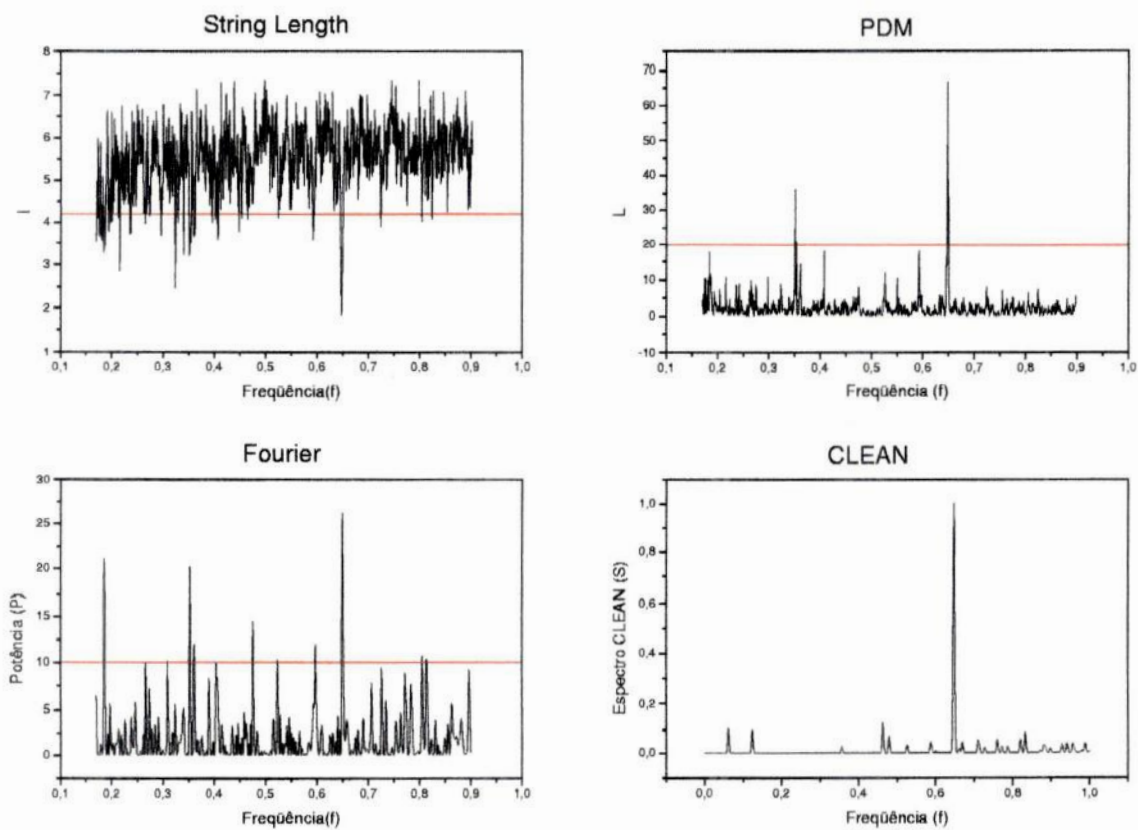 String Length
8
7
6
5
4
3
2
1
l
0,1 0,2 0,3 0,4 0,5 0,6 0,7 0,8 0,9 1,0
Freqüência(f)
PDM
70
60
50
40
30
20
10
0
-10
L
0,1 0,2 0,3 0,4 0,5 0,6 0,7 0,8 0,9 1,0
Freqüência (f)
Fourier
30
25
20
15
10
5
0
Potência (P)
0,1 0,2 0,3 0,4 0,5 0,6 0,7 0,8 0,9 1,0
Freqüência(f)
CLEAN
1,0
0,8
0,6
0,4
0,2
0,0
Espectro CLEAN (S)
0,0 0,2 0,4 0,6 0,8 1,0
Freqüência (f)